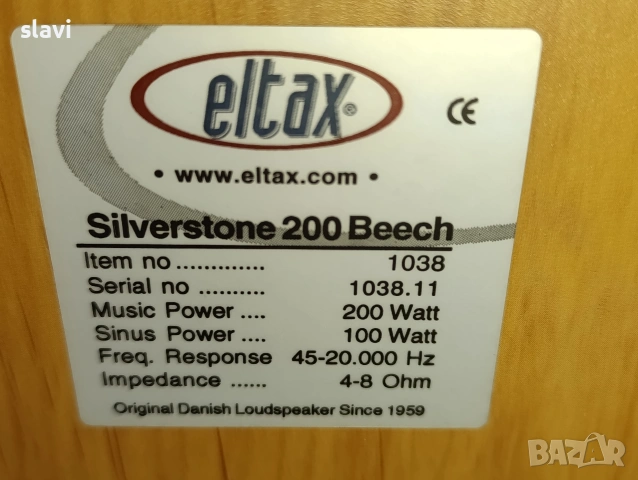 slavi
eltax®
CE
• www.eltax.com •
Silverstone 200 Beech
Item no ............. 1038
Serial no .......... 1038.11
Music Power .... 200 Watt
Sinus Power .... 100 Watt
Freq. Response 45-20.000 Hz
Impedance ...... 4-8 Ohm
Original Danish Loudspeaker Since 1959
BAZAR